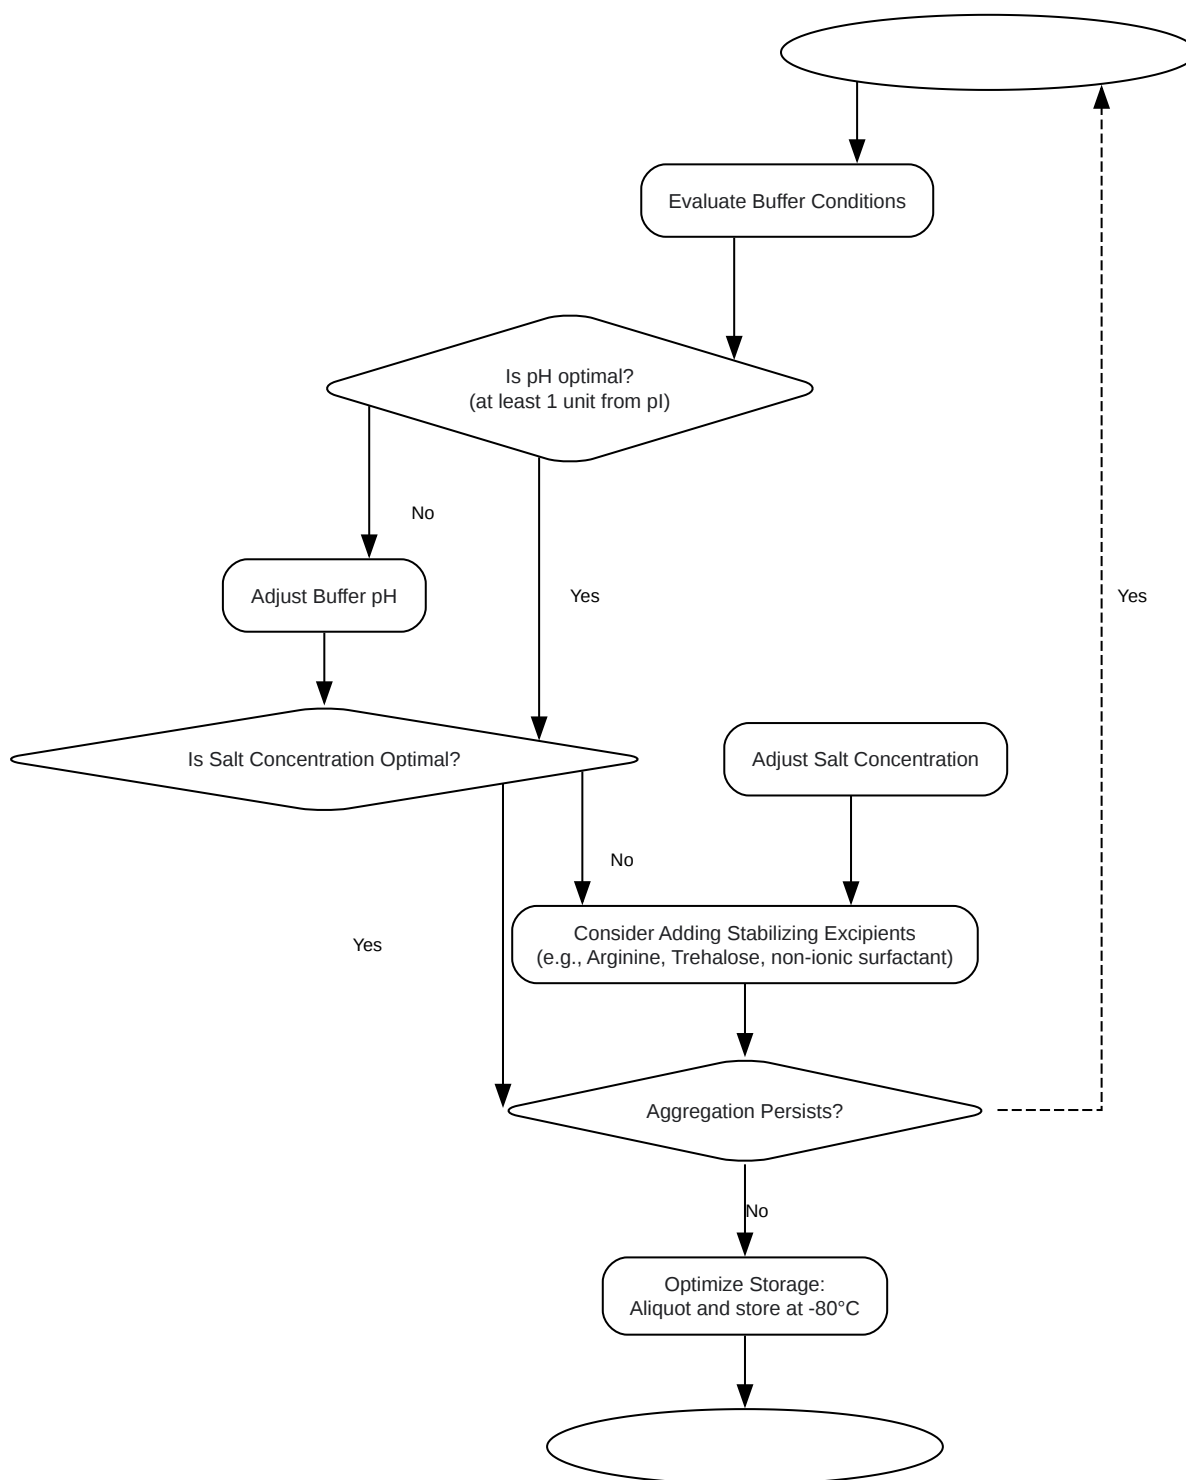 Evaluate Buffer Conditions
Is pH optimal?
(at least 1 unit from pI)
No
Adjust Buffer pH
Yes
Yes
Is Salt Concentration Optimal?
Adjust Salt Concentration
No
Consider Adding Stabilizing Excipients
(e.g., Arginine, Trehalose, non-ionic surfactant)
Yes
Aggregation Persists?
No
Optimize Storage:
Aliquot and store at -80°C